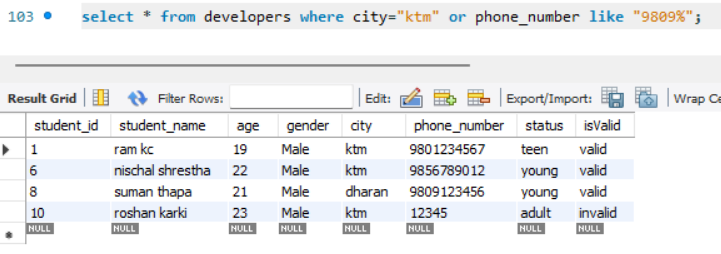 103 select * from developers where city="ktm" or phone_number like "9809%";
Result Grid Filter Rows: Edit: Export/Import: Wrap Ce
student_id student_name age gender city phone_number status isValid
1 ram kc 19 Male ktm 9801234567 teen valid
6 nischal shrestha 22 Male ktm 9856789012 young valid
8 suman thapa 21 Male dharan 9809123456 young valid
10 roshan karki 23 Male ktm 12345 adult invalid
NULL NULL NULL NULL NULL NULL NULL NULL